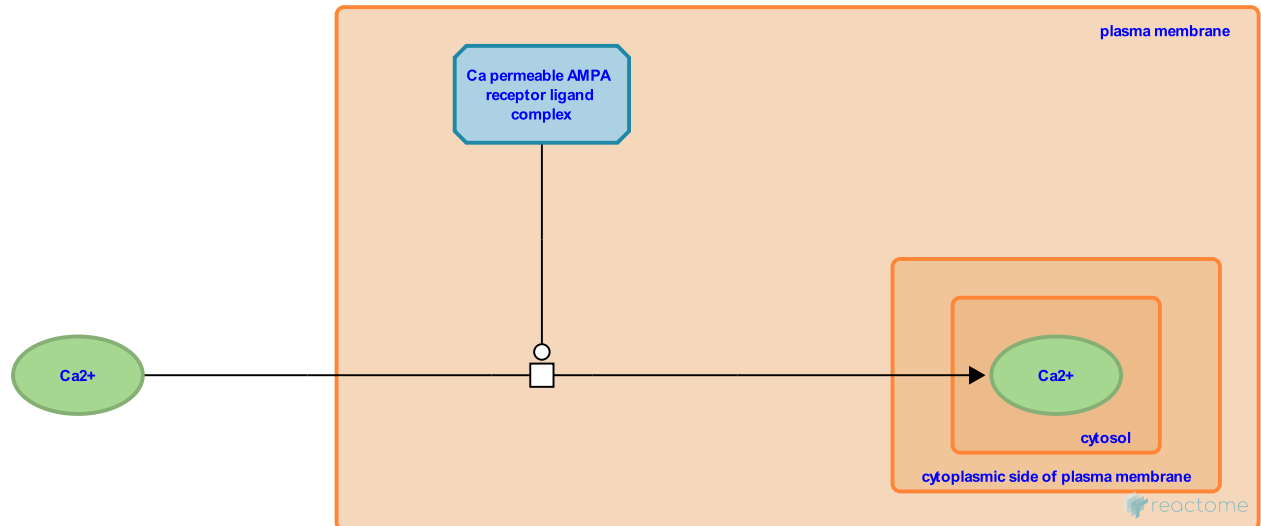 plasma membrane
Ca permeable AMPA
receptor ligand
complex
Ca2+
Ca2+
cytosol
cytoplasmic side of plasma membrane
reactome